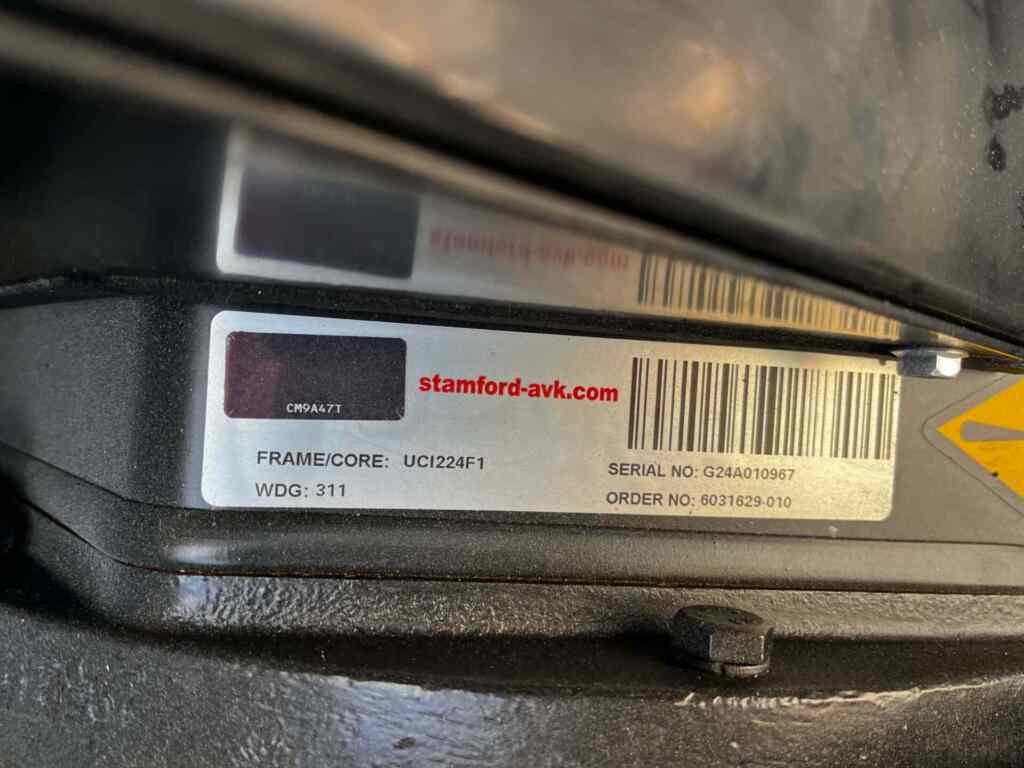 CM9A47T
stamford-avk.com
FRAME/CORE: UCI224F1
WDG: 311
SERIAL NO: G24A010967
ORDER NO: 6031629-010